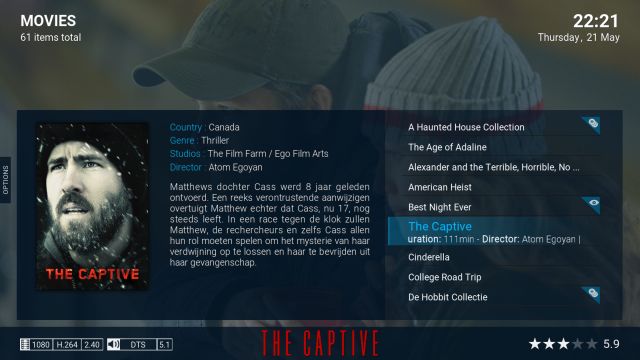 MOVIES
61 items total
22:21
Thursday, 21 May
OPTIONS
THE CAPTIVE
Country : Canada
Genre : Thriller
Studios : The Film Farm / Ego Film Arts
Director : Atom Egoyan
Matthews dochter Cass werd 8 jaar geleden
ontvoerd. Een reeks verontrustende aanwijzigen
overtuigt Matthew echter dat Cass, nu 17, nog
steeds leeft. In een race tegen de klok zullen
Matthew, de rechercheurs en zelfs Cass allen
hun rol moeten spelen om het mysterie van haar
verdwijning op te lossen en haar te bevrijden uit
haar gevangenschap.
A Haunted House Collection
The Age of Adaline
Alexander and the Terrible, Horrible, No ...
American Heist
Best Night Ever
The Captive
uration: 111min - Director: Atom Egoyan |
Cinderella
College Road Trip
De Hobbit Collectie
1080 H.264 2.40 DTS 5.1
THE CAPTIVE
5.9